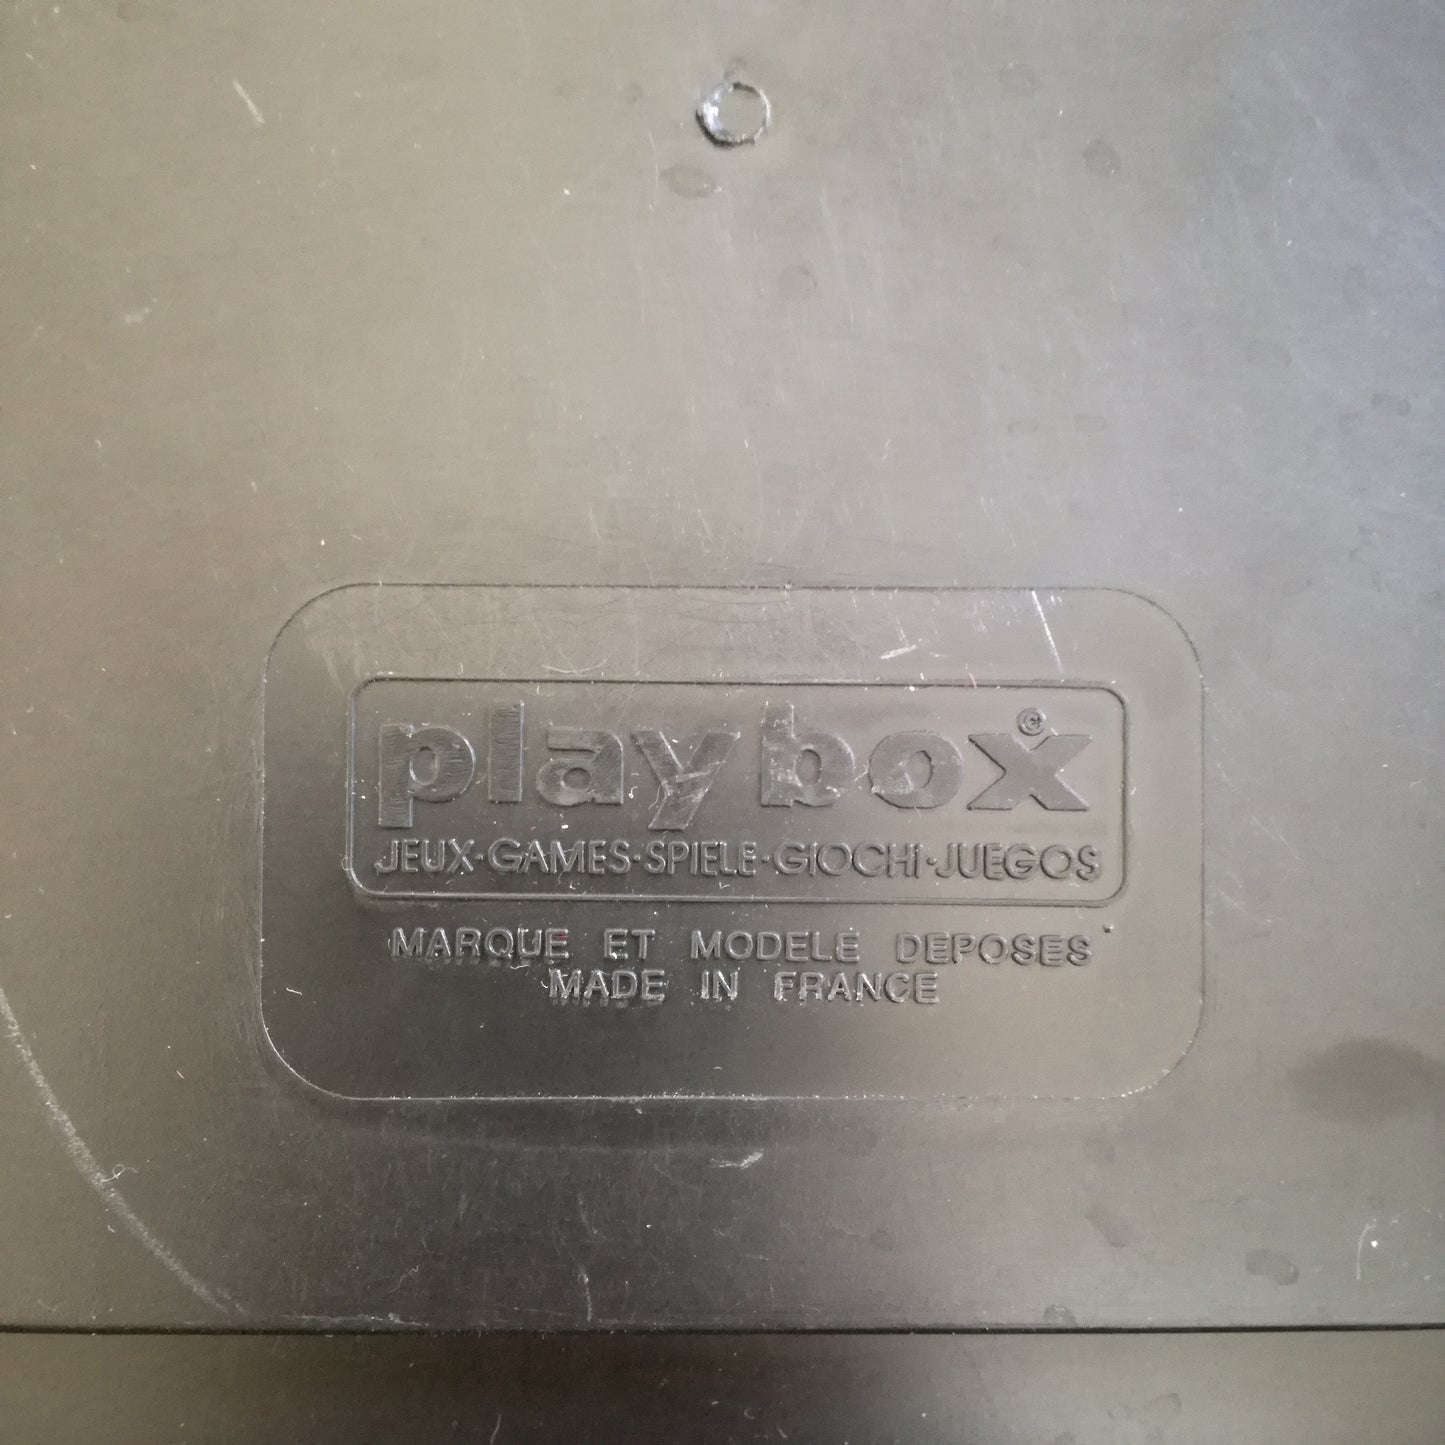 playbox©
JEUX·GAMES·SPIELE·GIOCHI·JUEGOS
MARQUE ET MODELE DEPOSES
MADE IN FRANCE